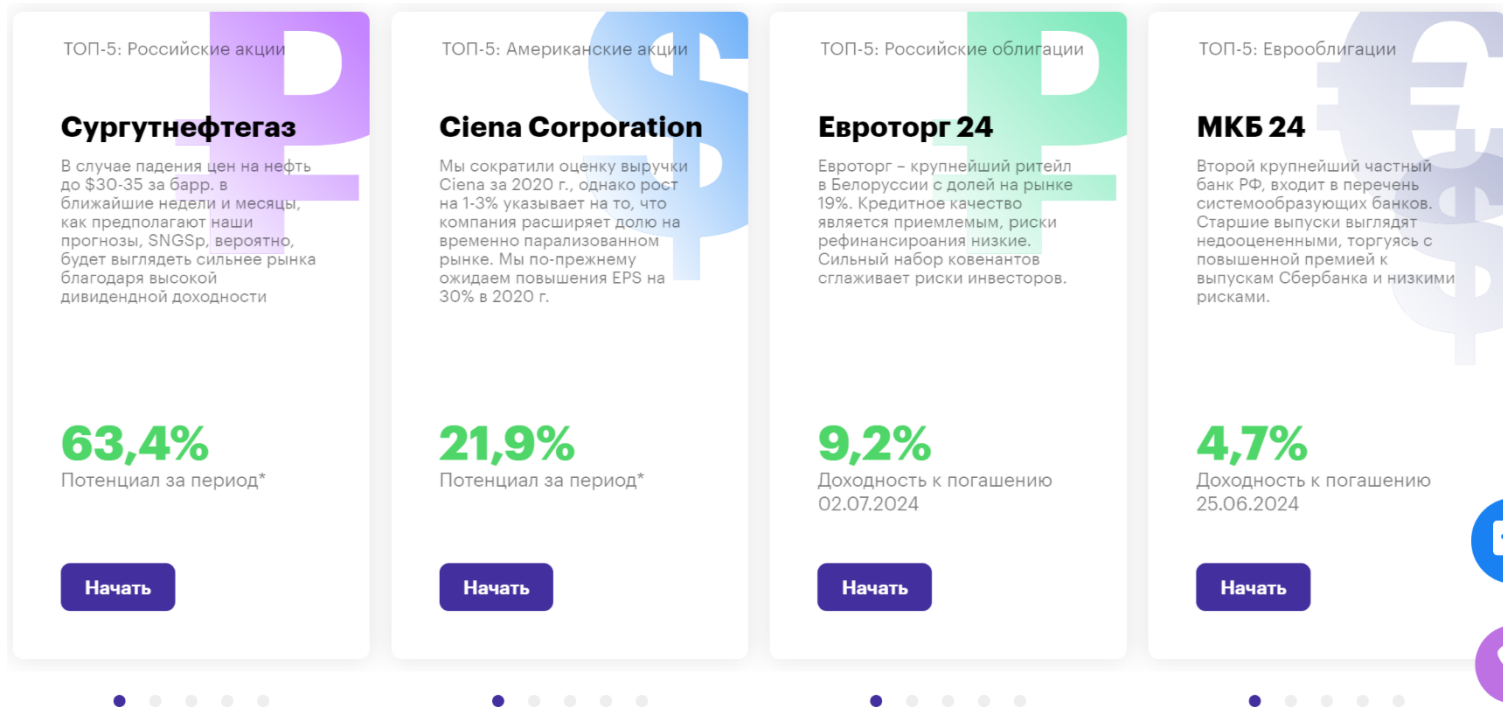 ТОП-5: Российские акции
Сургутнефтегаз
В случае падения цен на нефть
до $30-35 за барр. в
ближайшие недели и месяцы,
как предполагают наши
прогнозы, SNGSp, вероятно,
будет выглядеть сильнее рынка
благодаря высокой
дивидендной доходности
63,4%
Потенциал за период*
Начать
ТОП-5: Американские акции
Ciena Corporation
Мы сократили оценку выручки
Ciena за 2020 г., однако рост
на 1-3% указывает на то, что
компания расширяет долю на
временно парализованном
рынке. Мы по-прежнему
ожидаем повышения EPS на
30% в 2020 г.
21,9%
Потенциал за период*
Начать
ТОП-5: Российские облигации
Евроторг 24
Евроторг – крупнейший ритейл
в Белоруссии с долей на рынке
19%. Кредитное качество
является приемлемым, риски
рефинансироания низкие.
Сильный набор ковенантов
сглаживает риски инвесторов.
9,2%
Доходность к погашению
02.07.2024
Начать
ТОП-5: Еврооблигации
МКБ 24
Второй крупнейший частный
банк РФ, входит в перечень
системообразующих банков.
Старшие выпуски выглядят
недооцененными, торгуясь с
повышенной премией к
выпускам Сбербанка и низкими
рисками.
4,7%
Доходность к погашению
25.06.2024
Начать